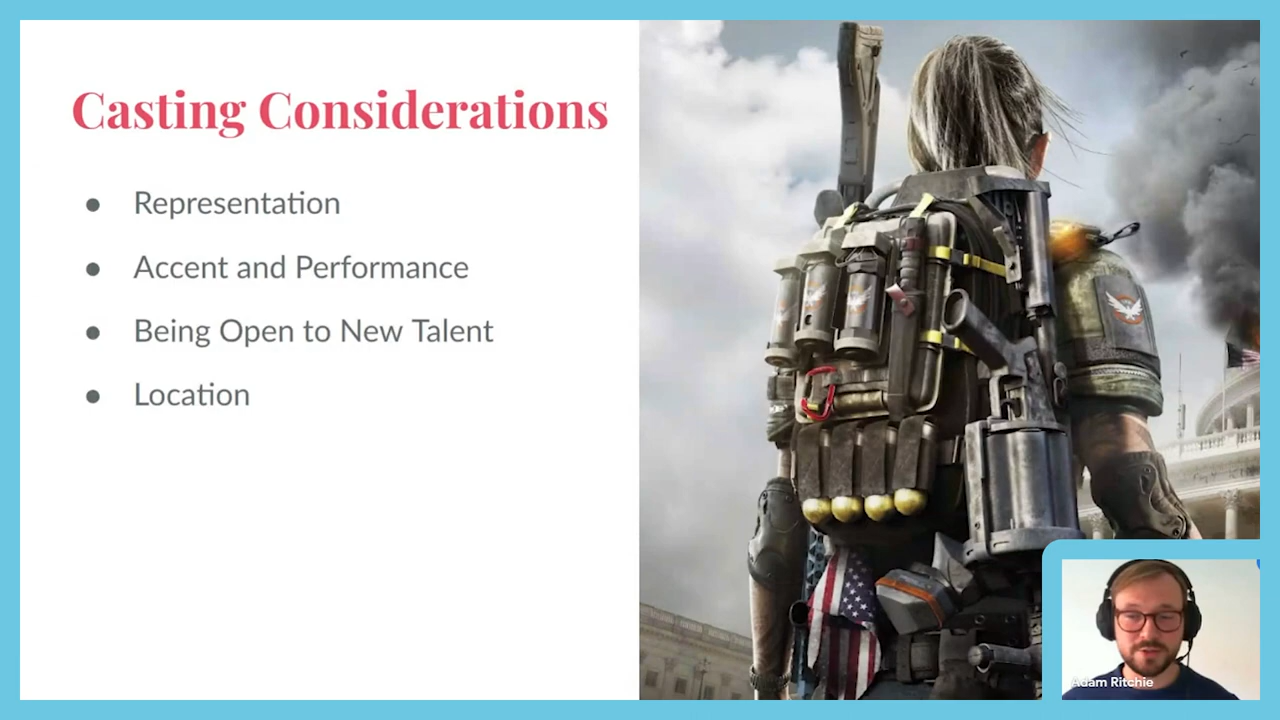 Casting Considerations
● Representation
● Accent and Performance
● Being Open to New Talent
● Location
Adam Ritchie